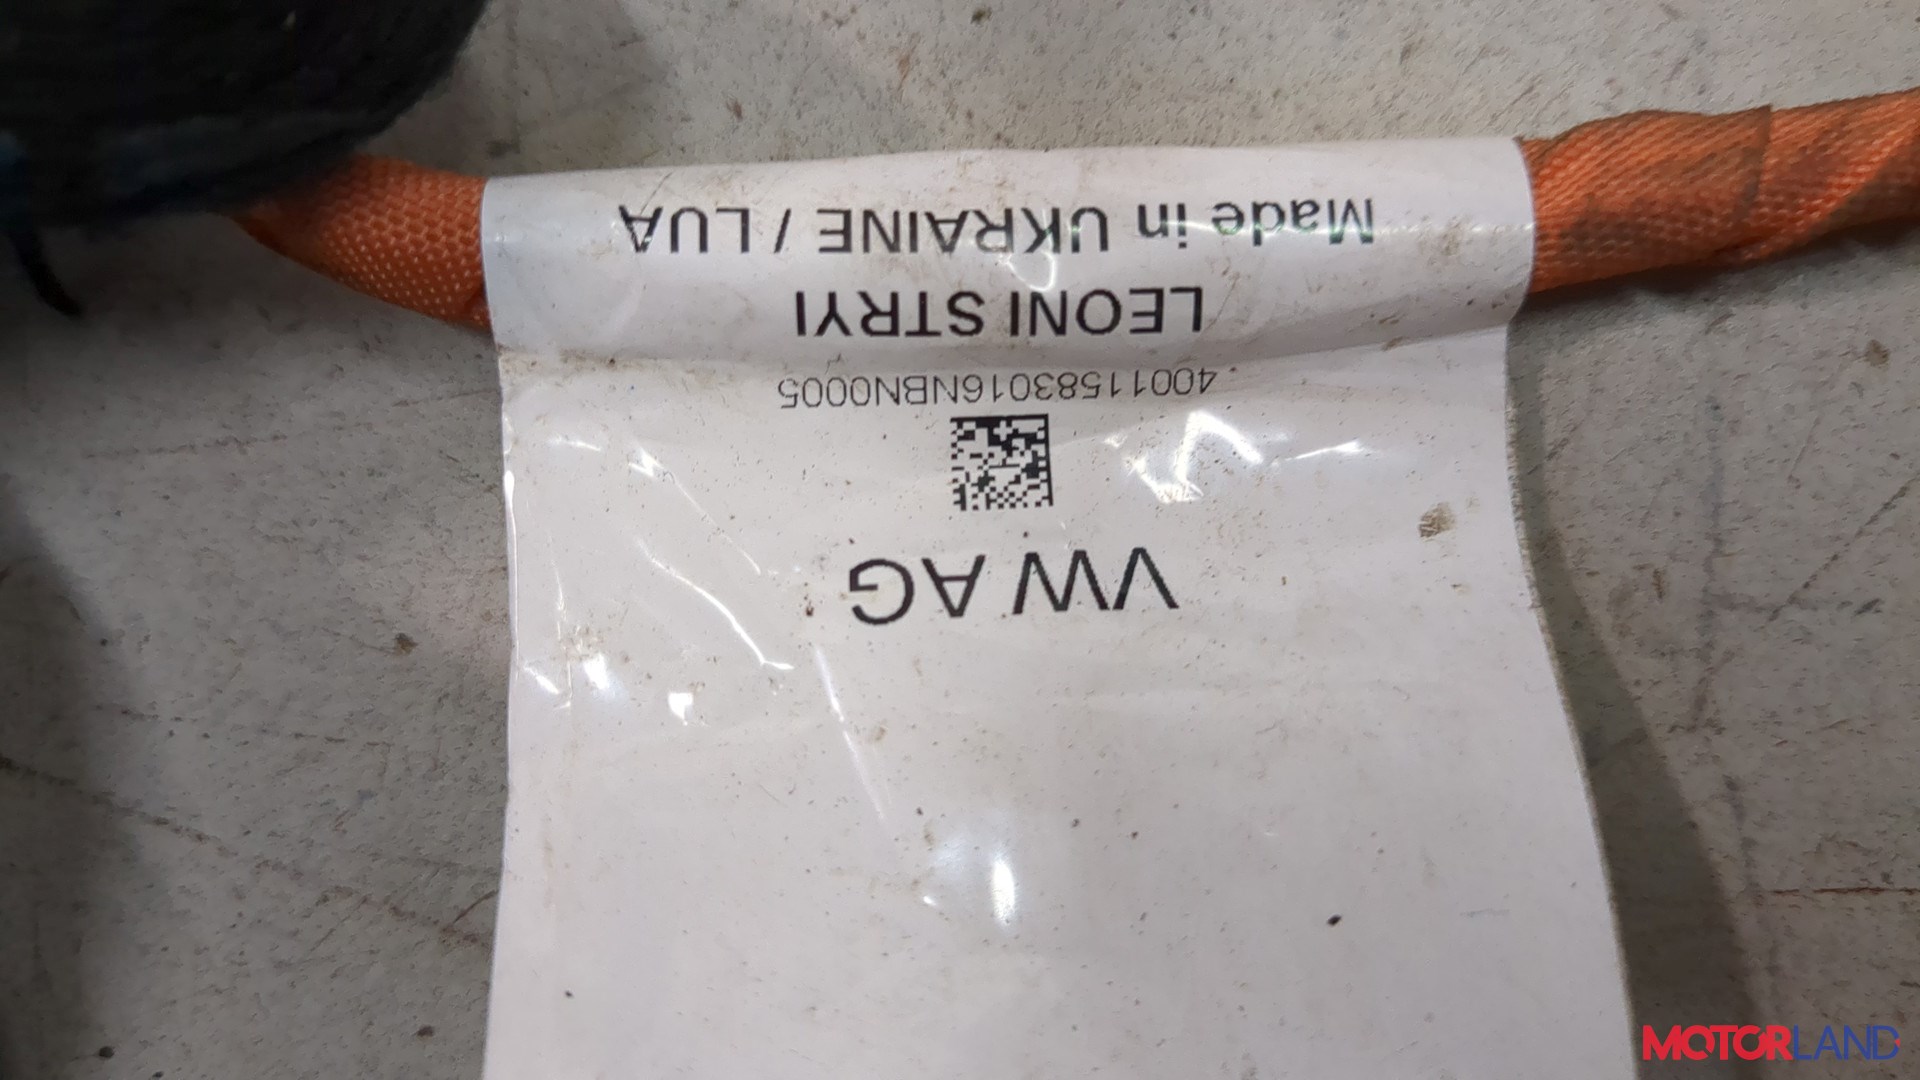 VW AG
40011583016NBN0005
LEONI STRYI
Made in UKRAINE / LUA
MOTORLAND